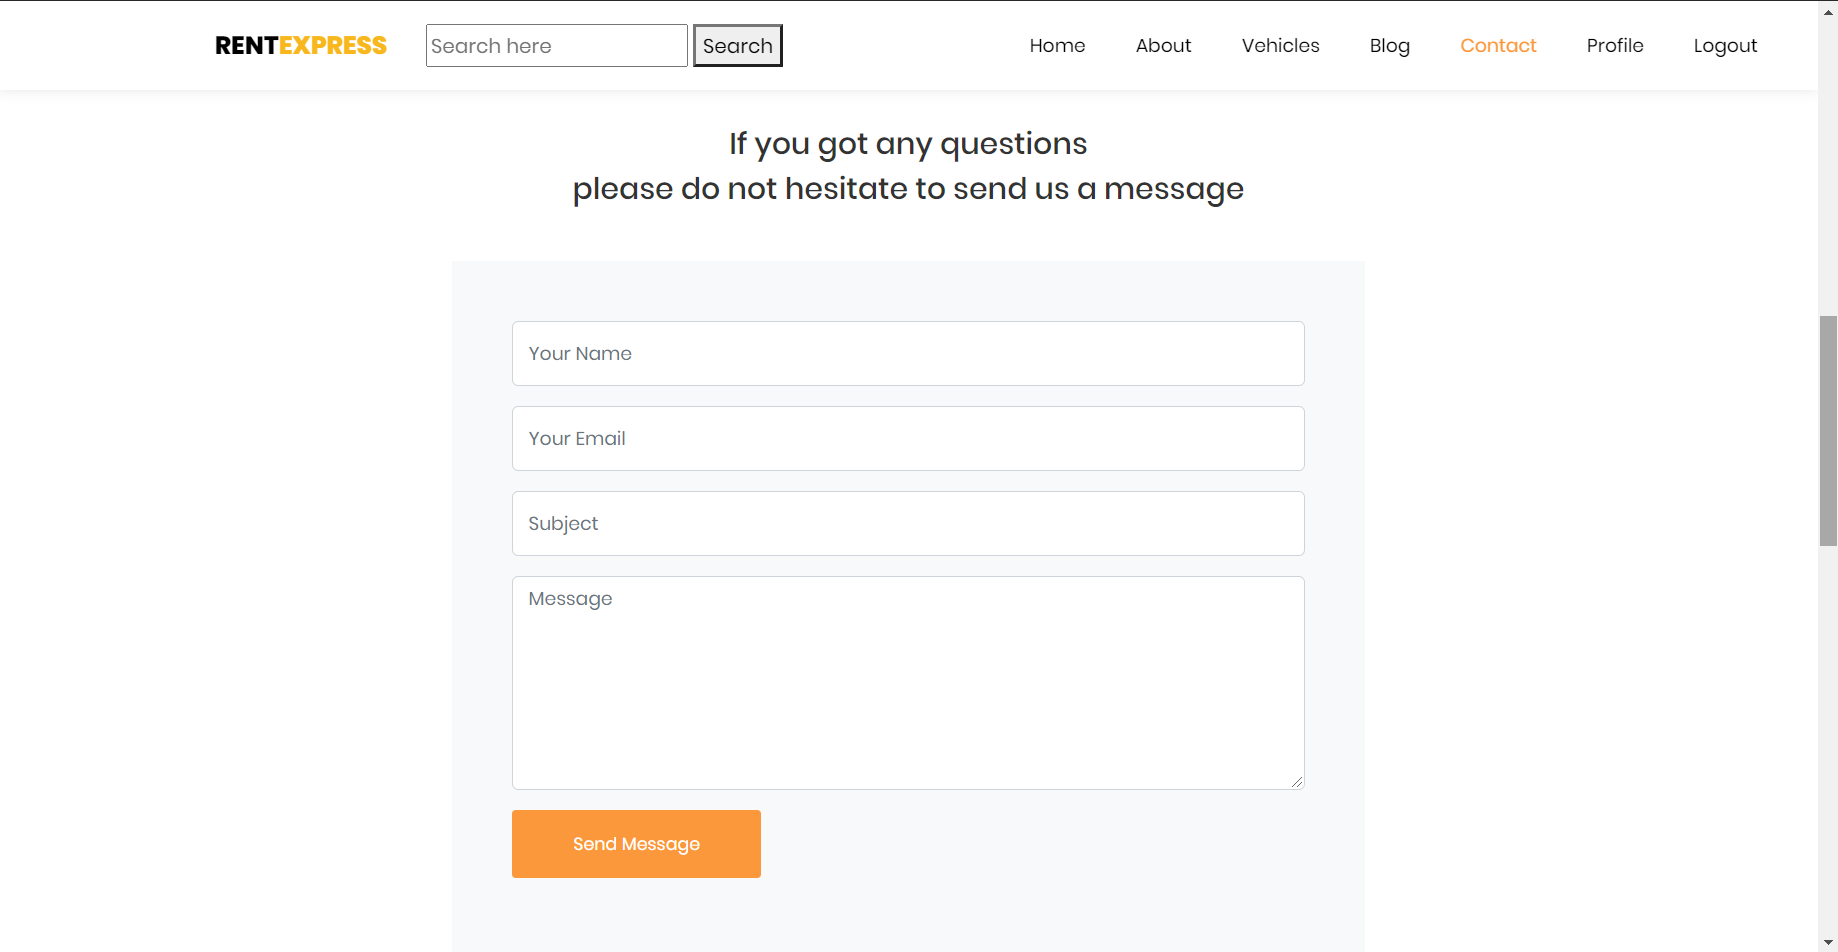 RENTEXPRESS
Search here
Search
Home
About
Vehicles
Blog
Contact
Profile
Logout
If you got any questions
please do not hesitate to send us a message
Your Name
Your Email
Subject
Message
Send Message